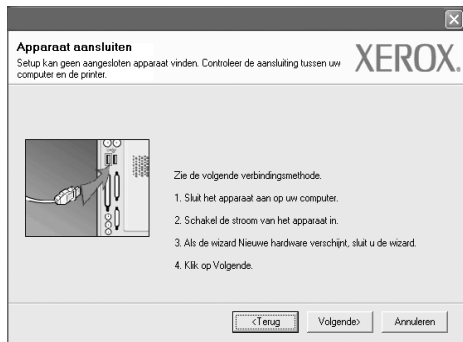 Apparaat aansluiten
Setup kan geen aangesloten apparaat vinden. Controleer de aansluiting tussen uw
computer en de printer.
XEROX.
Zie de volgende verbindingsmethode.
1. Sluit het apparaat aan op uw computer.
2. Schakel de stroom van het apparaat in.
3. Als de wizard Nieuwe hardware verschijnt, sluit u de wizard.
4. Klik op Volgende.
<Terug
Volgende>
Annuleren